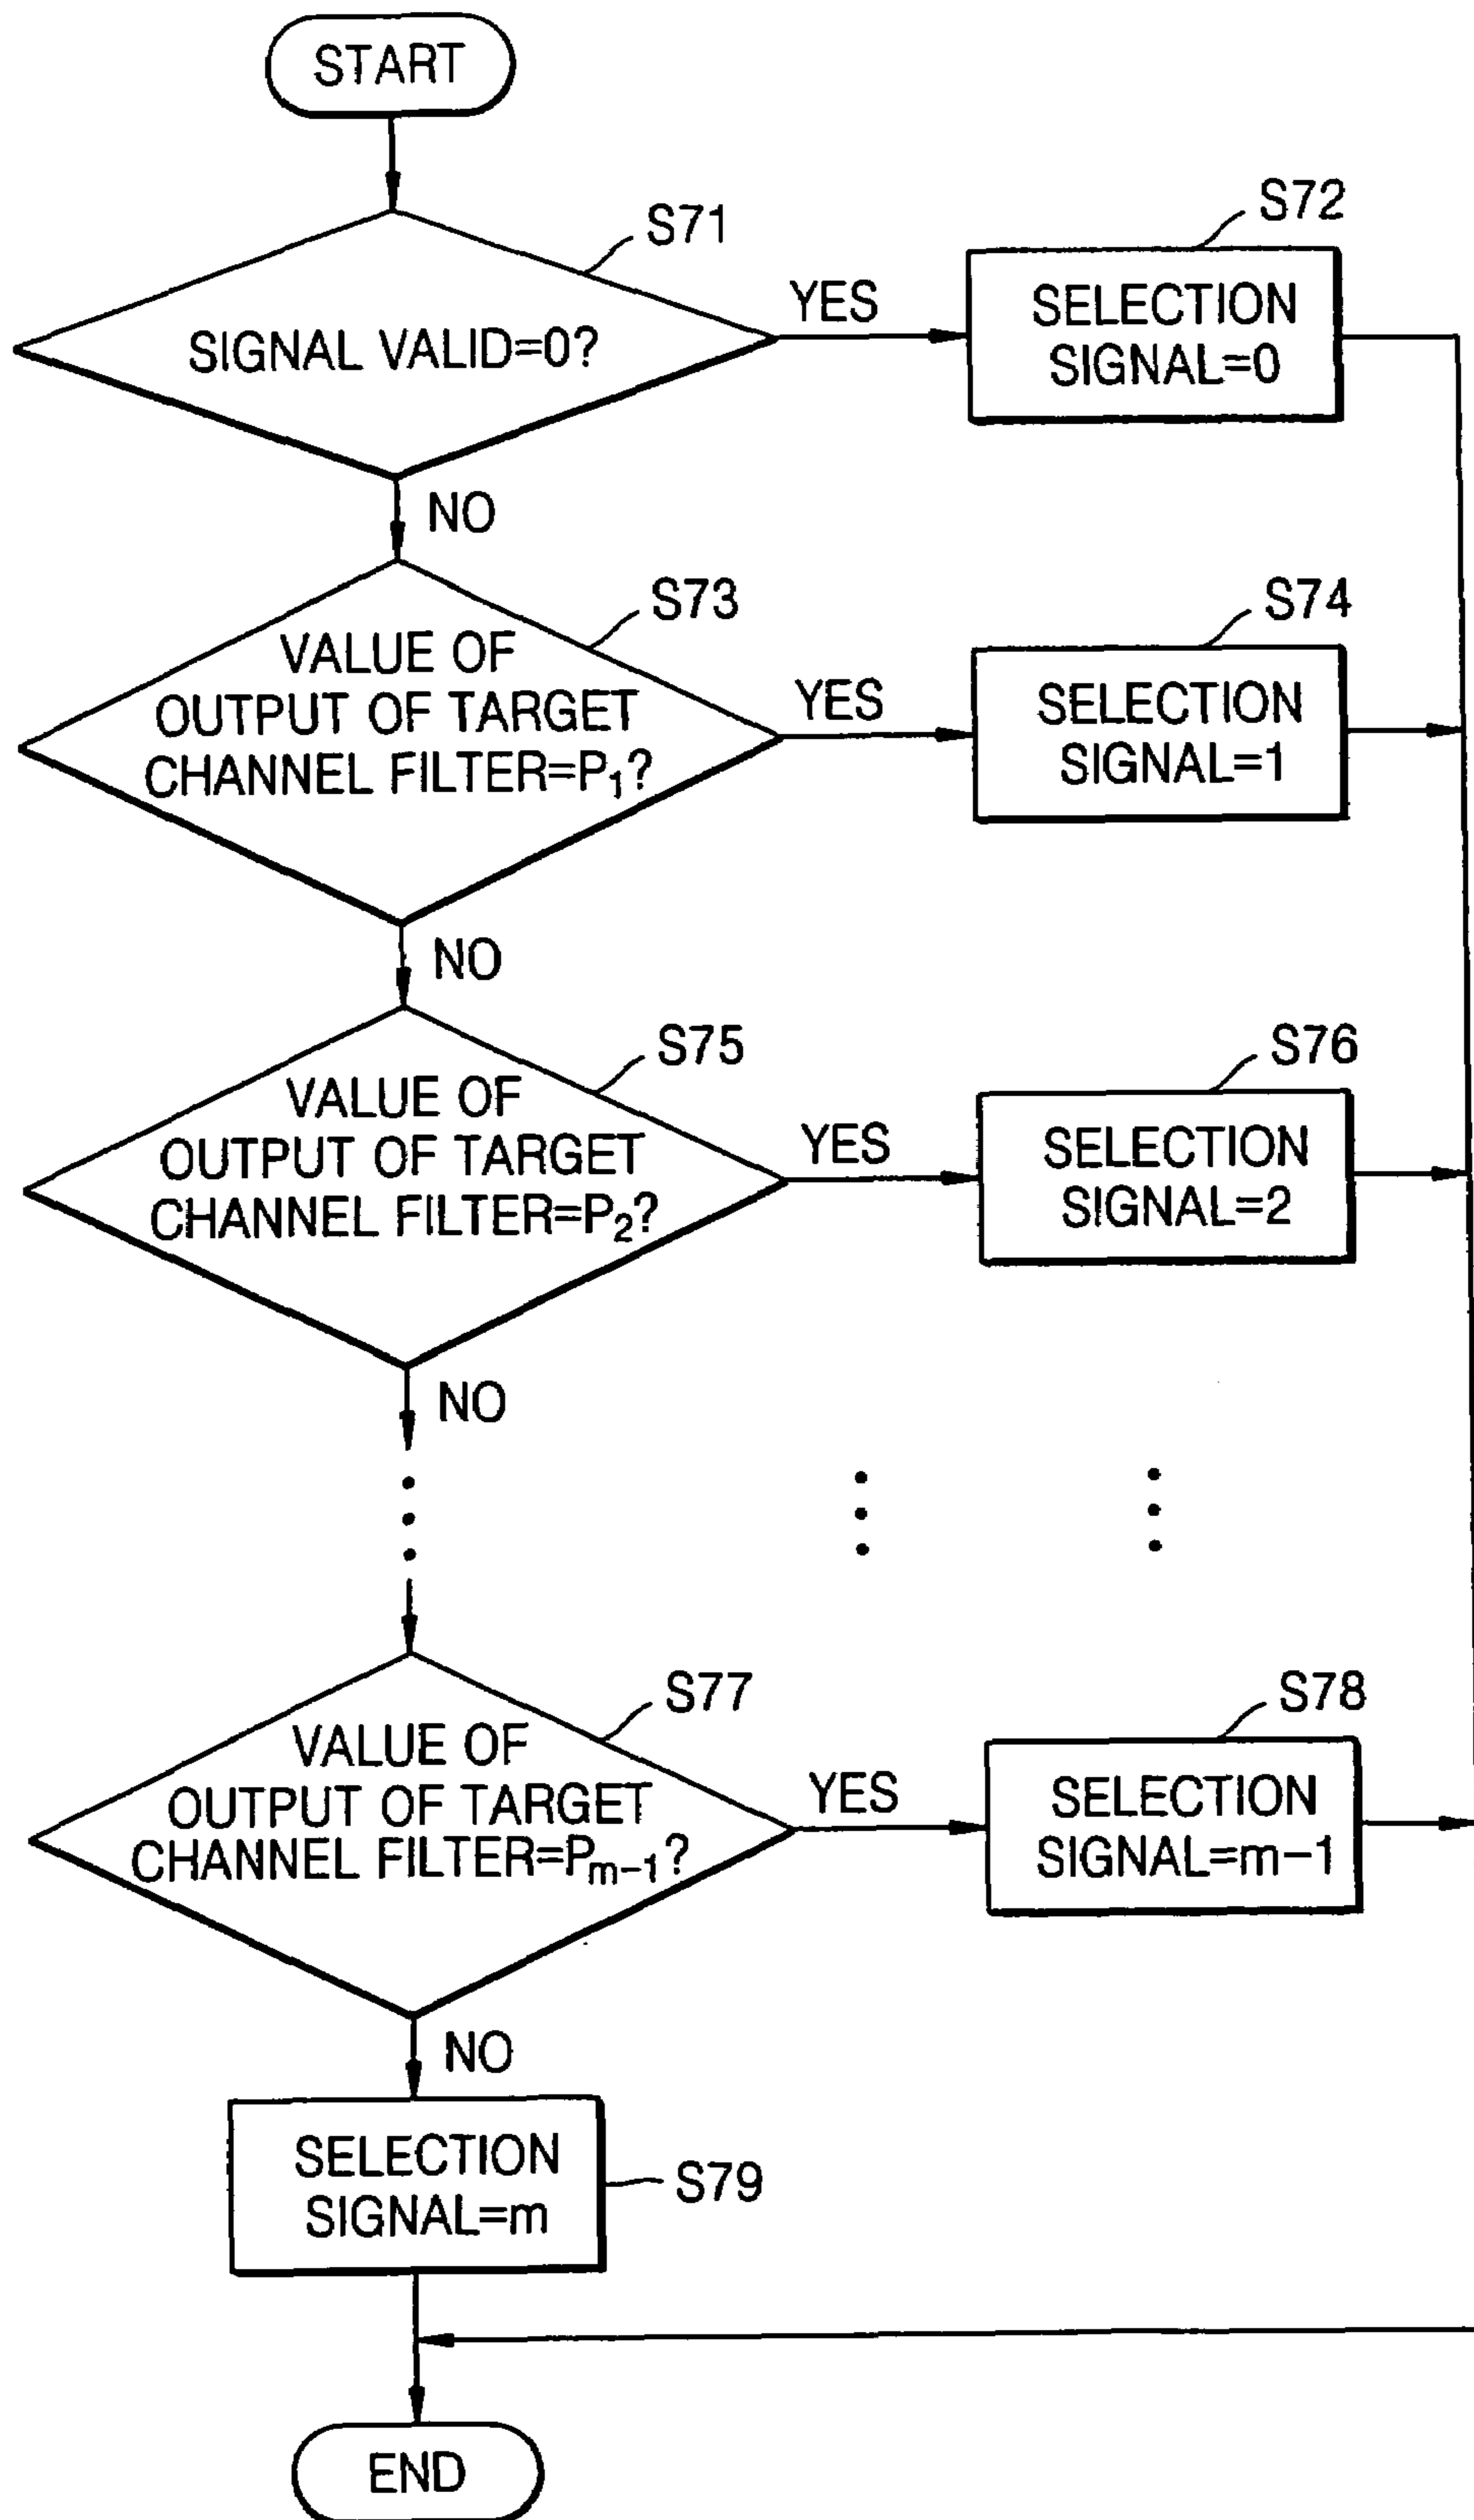 START
S71
SIGNAL VALID=0?
YES
S72
SELECTION
SIGNAL=0
NO
S73
VALUE OF
OUTPUT OF TARGET
CHANNEL FILTER=P₁?
YES
S74
SELECTION
SIGNAL=1
NO
S75
VALUE OF
OUTPUT OF TARGET
CHANNEL FILTER=P₂?
YES
S76
SELECTION
SIGNAL=2
NO
S77
VALUE OF
OUTPUT OF TARGET
CHANNEL FILTER=Pₘ₋₁?
YES
S78
SELECTION
SIGNAL=m−1
NO
SELECTION
SIGNAL=m
S79
END